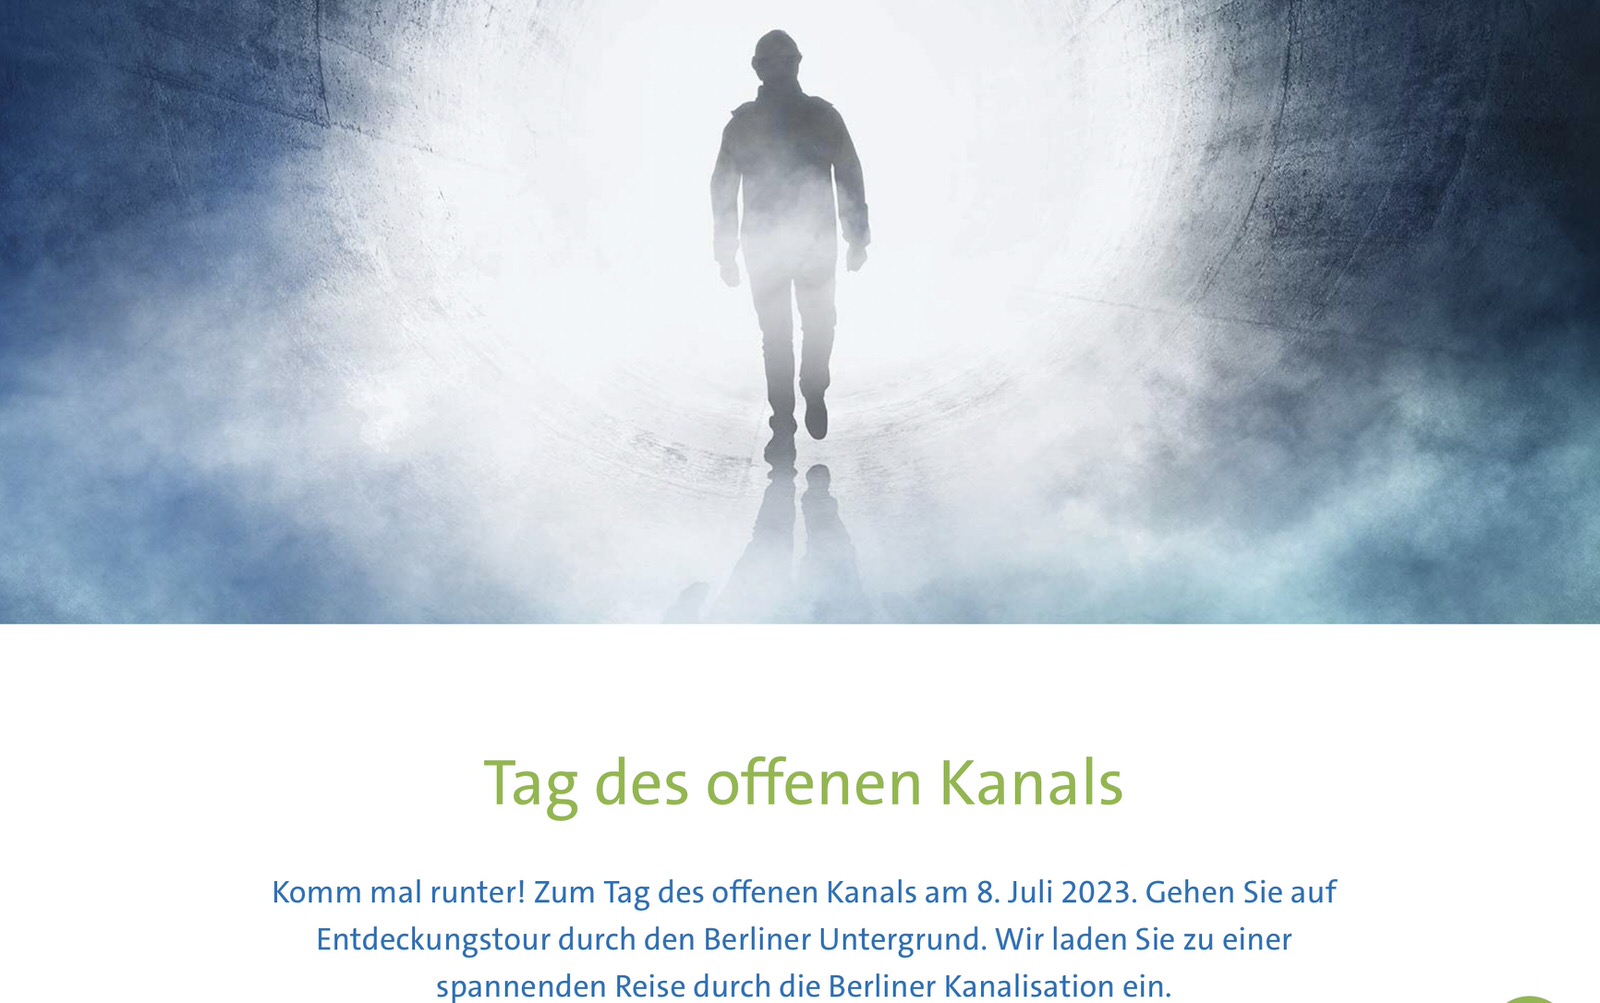 Tag des offenen Kanals
Komm mal runter! Zum Tag des offenen Kanals am 8. Juli 2023. Gehen Sie auf
Entdeckungstour durch den Berliner Untergrund. Wir laden Sie zu einer
spannenden Reise durch die Berliner Kanalisation ein.